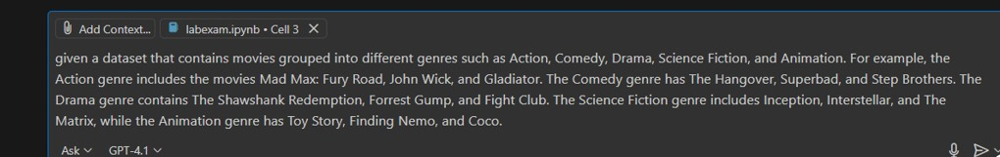 Add Context... labexam.ipynb • Cell 3
given a dataset that contains movies grouped into different genres such as Action, Comedy, Drama, Science Fiction, and Animation. For example, the
Action genre includes the movies Mad Max: Fury Road, John Wick, and Gladiator. The Comedy genre has The Hangover, Superbad, and Step Brothers. The
Drama genre contains The Shawshank Redemption, Forrest Gump, and Fight Club. The Science Fiction genre includes Inception, Interstellar, and The
Matrix, while the Animation genre has Toy Story, Finding Nemo, and Coco.
Ask GPT-4.1